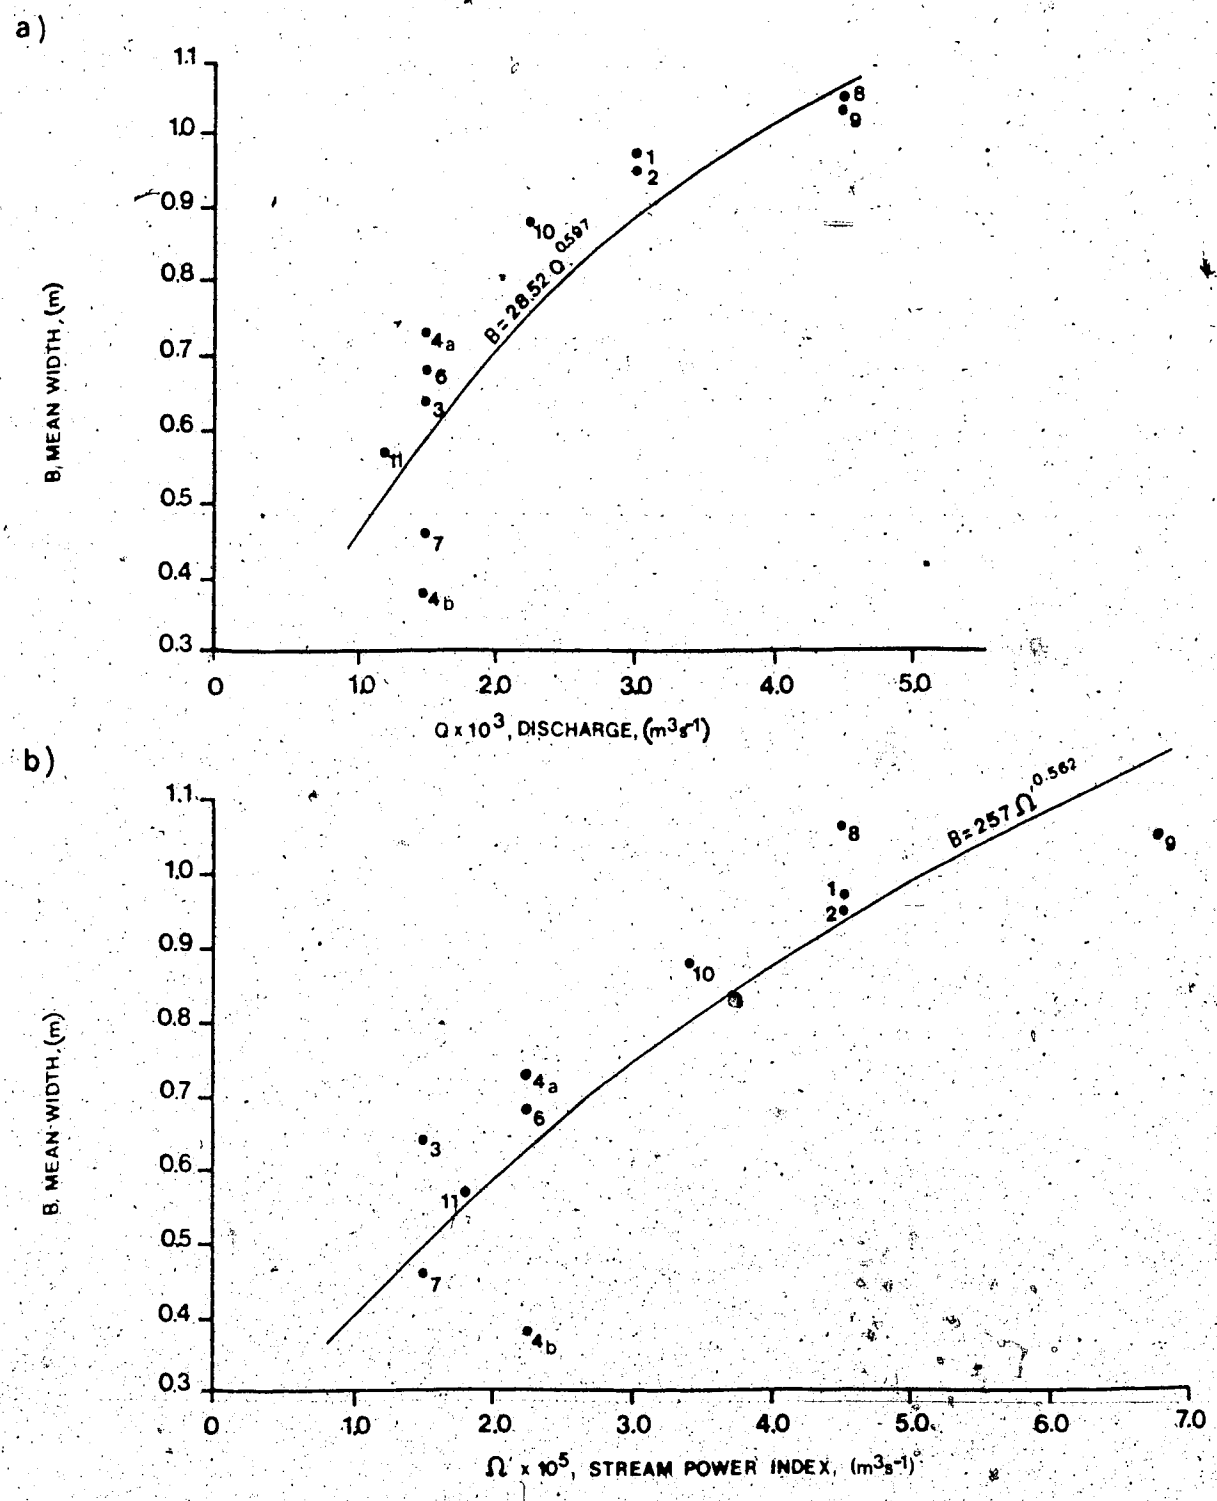 a)
1.1
1.0
0.9
0.8
0.7
0.6
0.5
0.4
0.3
B, MEAN WIDTH, (m)
8
9
1
2
10
B = 28.52 Q^0.597
4a
6
3
11
7
4b
0 1.0 2.0 3.0 4.0 5.0
Q x 10³, DISCHARGE, (m³s⁻¹)
b)
1.1
1.0
0.9
0.8
0.7
0.6
0.5
0.4
0.3
B, MEAN WIDTH, (m)
B = 257 Ω'^0.562
8
9
1
2
10
4a
6
3
11
7
4b
0 1.0 2.0 3.0 4.0 5.0 6.0 7.0
Ω' x 10⁵, STREAM POWER INDEX, (m³s⁻¹)